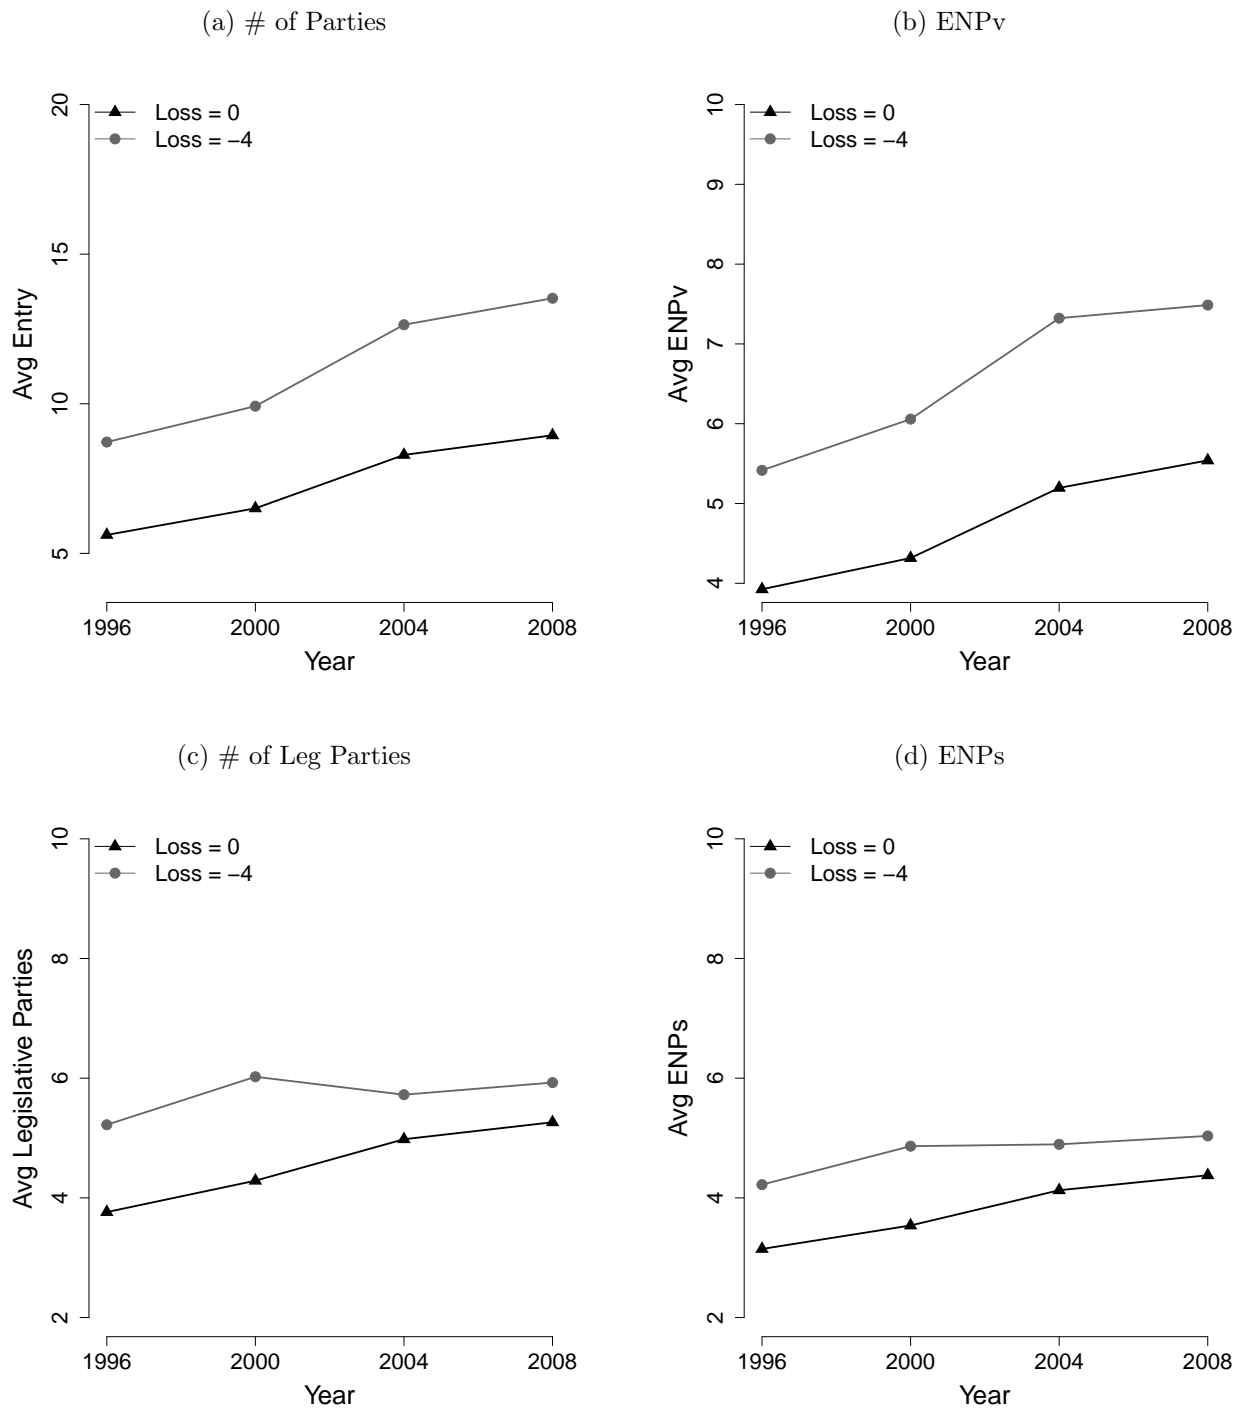 (a) # of Parties
20
15
10
5
Avg Entry
Loss = 0
Loss = −4
1996 2000 2004 2008
Year
(b) ENPv
10
9
8
7
6
5
4
Avg ENPv
Loss = 0
Loss = −4
1996 2000 2004 2008
Year
(c) # of Leg Parties
10
8
6
4
2
Avg Legislative Parties
Loss = 0
Loss = −4
1996 2000 2004 2008
Year
(d) ENPs
10
8
6
4
2
Avg ENPs
Loss = 0
Loss = −4
1996 2000 2004 2008
Year